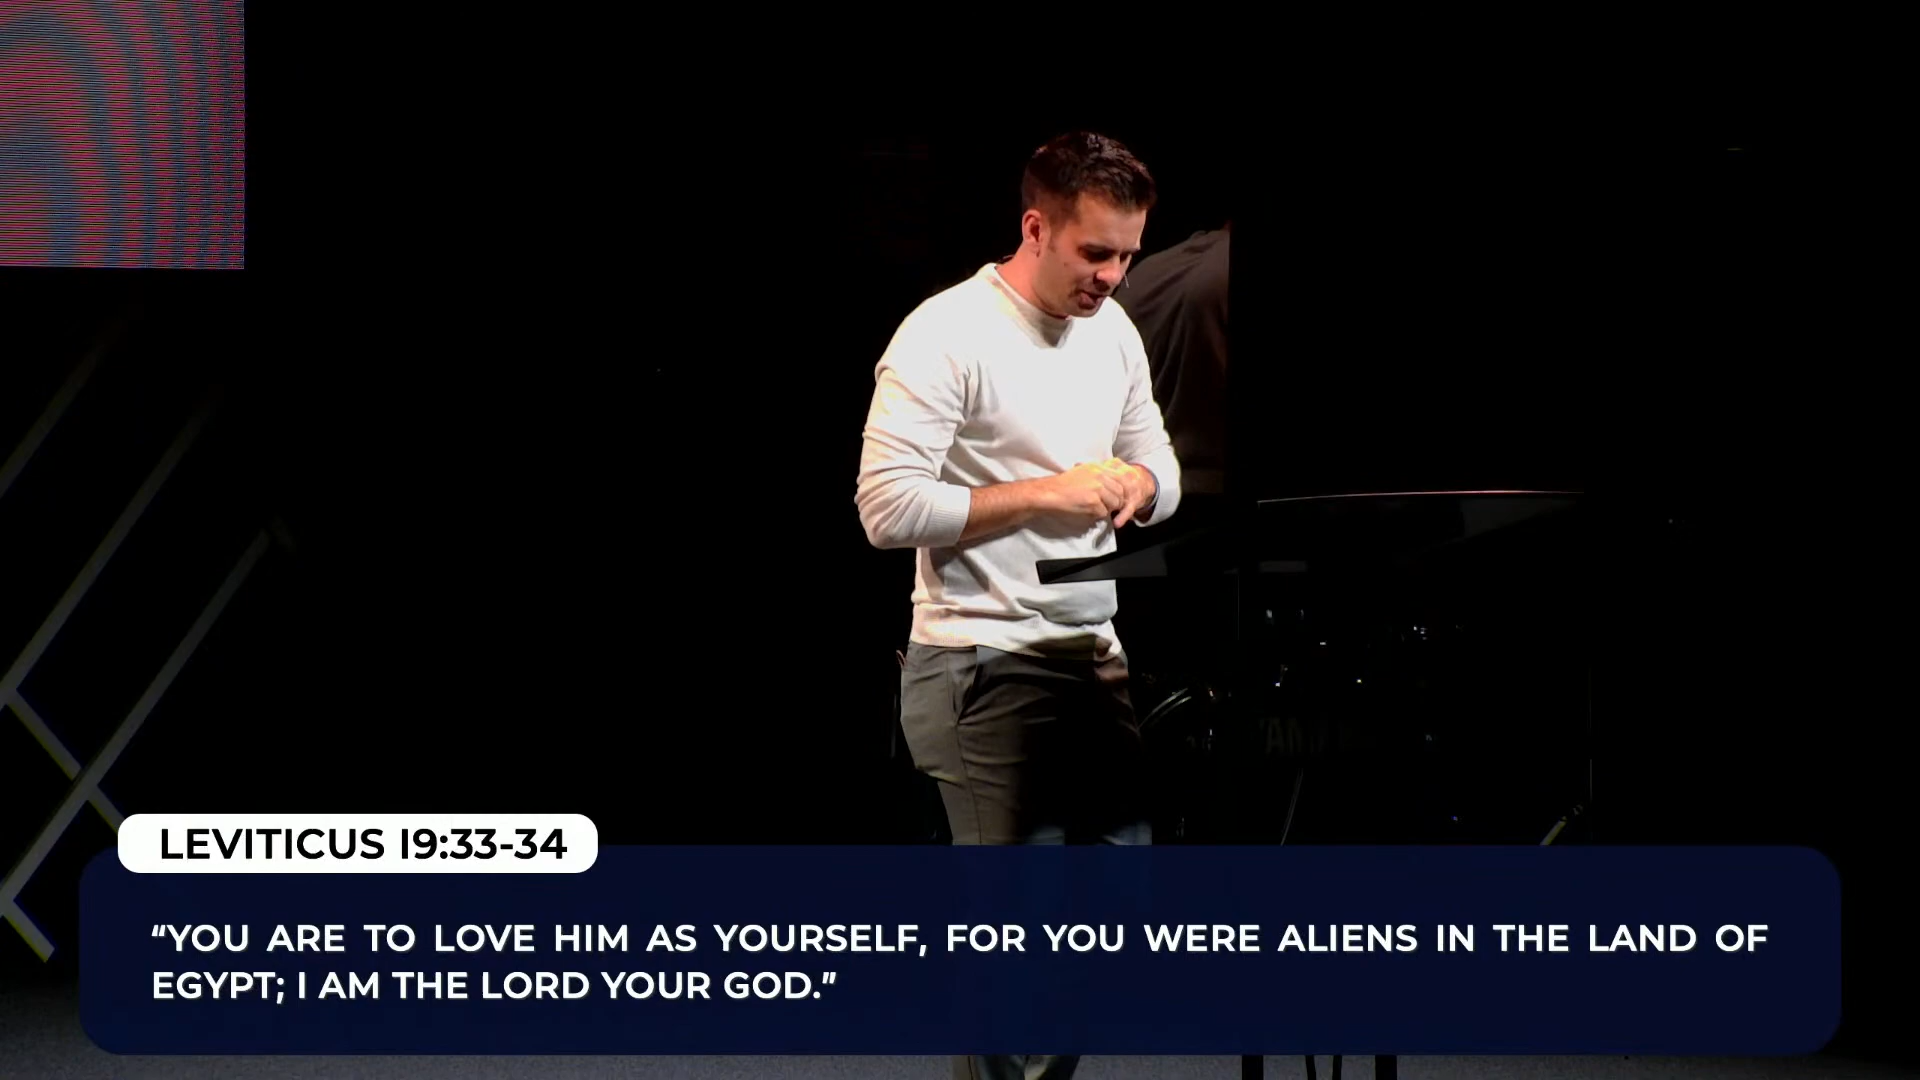 LEVITICUS 19:33-34
“YOU ARE TO LOVE HIM AS YOURSELF, FOR YOU WERE ALIENS IN THE LAND OF
EGYPT; I AM THE LORD YOUR GOD.”